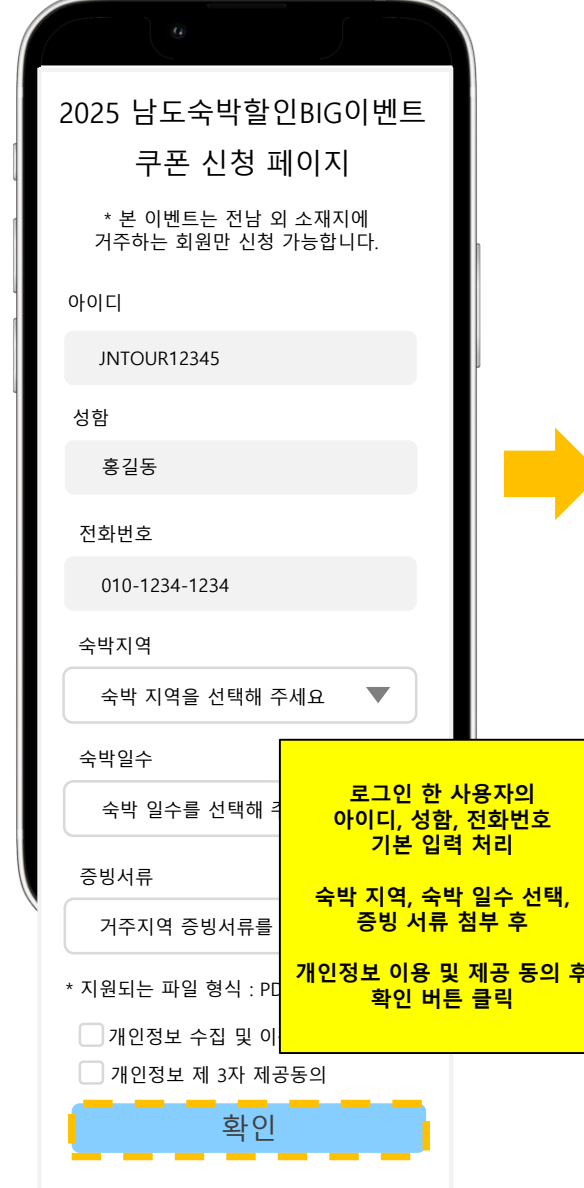 2025 남도숙박할인BIG이벤트
쿠폰 신청 페이지
* 본 이벤트는 전남 외 소재지에
거주하는 회원만 신청 가능합니다.
아이디
JNTOUR12345
성함
홍길동
전화번호
010-1234-1234
숙박지역
숙박 지역을 선택해 주세요
숙박일수
숙박 일수를 선택해
증빙서류
거주지역 증빙서류를
* 지원되는 파일 형식 : PD
개인정보 수집 및 이
개인정보 제 3자 제공동의
확인
로그인 한 사용자의
아이디, 성함, 전화번호
기본 입력 처리
숙박 지역, 숙박 일수 선택,
증빙 서류 첨부 후
개인정보 이용 및 제공 동의 후
확인 버튼 클릭